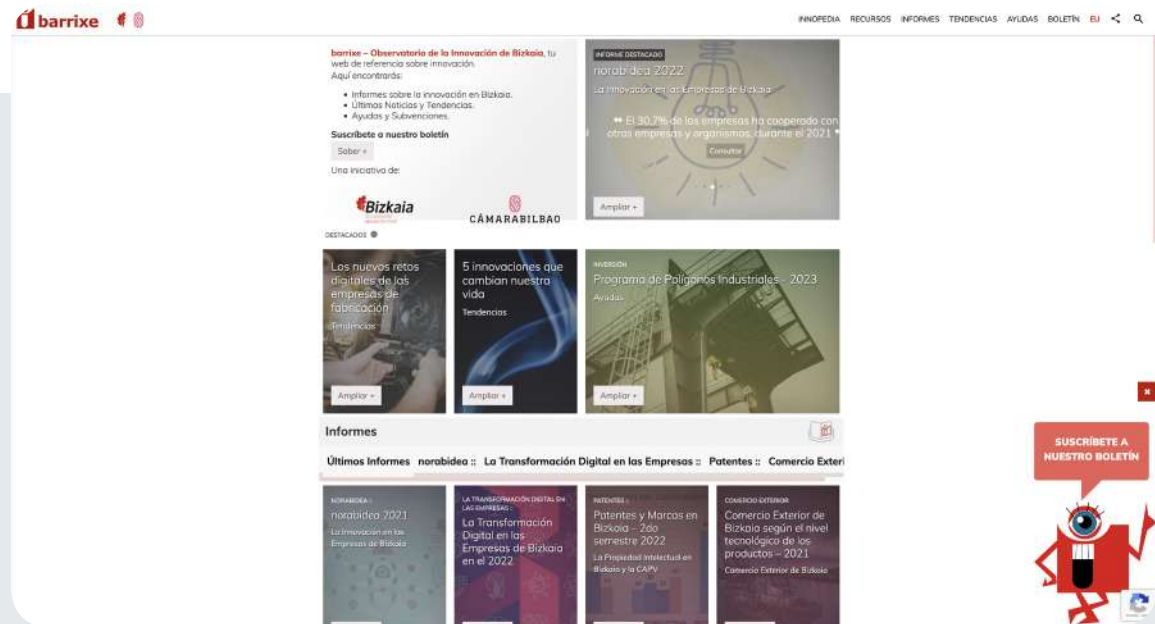 barrixe
INNOPEDIA RECURSOS INFORMES TENDENCIAS AYUDAS BOLETÍN EU
barrixe – Observatorio de la Innovación de Bizkaia, tu
web de referencia sobre innovación.
Aquí encontrarás:
• Informes sobre la innovación en Bizkaia.
• Últimas Noticias y Tendencias.
• Ayudas y Subvenciones.
Suscríbete a nuestro boletín
Saber +
Una iniciativa de:
Bizkaia
CÁMARABILBAO
INFORME DESTACADO
norabidea 2022
La Innovación en las Empresas de Bizkaia
❝ El 30,7% de las empresas ha cooperado con
otras empresas y organismos, durante el 2021 ❞
Consultar
Ampliar +
DESTACADOS
Los nuevos retos
digitales de las
empresas de
fabricación
Tendencias
Ampliar +
5 innovaciones que
cambian nuestra
vida
Tendencias
Ampliar +
INVERSIÓN
Programa de Polígonos Industriales - 2023
Ayudas
Ampliar +
Informes
Últimos Informes norabidea :: La Transformación Digital en las Empresas :: Patentes :: Comercio Exteri
NORABIDEA ::
norabidea 2021
La Innovación en las
Empresas de Bizkaia
LA TRANSFORMACIÓN DIGITAL EN
LAS EMPRESAS ::
La Transformación
Digital en las
Empresas de Bizkaia
en el 2022
PATENTES ::
Patentes y Marcas en
Bizkaia – 2do
semestre 2022
La Propiedad Intelectual en
Bizkaia y la CAPV
COMERCIO EXTERIOR
Comercio Exterior de
Bizkaia según el nivel
tecnológico de los
productos – 2021
Comercio Exterior de Bizkaia
SUSCRÍBETE A
NUESTRO BOLETÍN